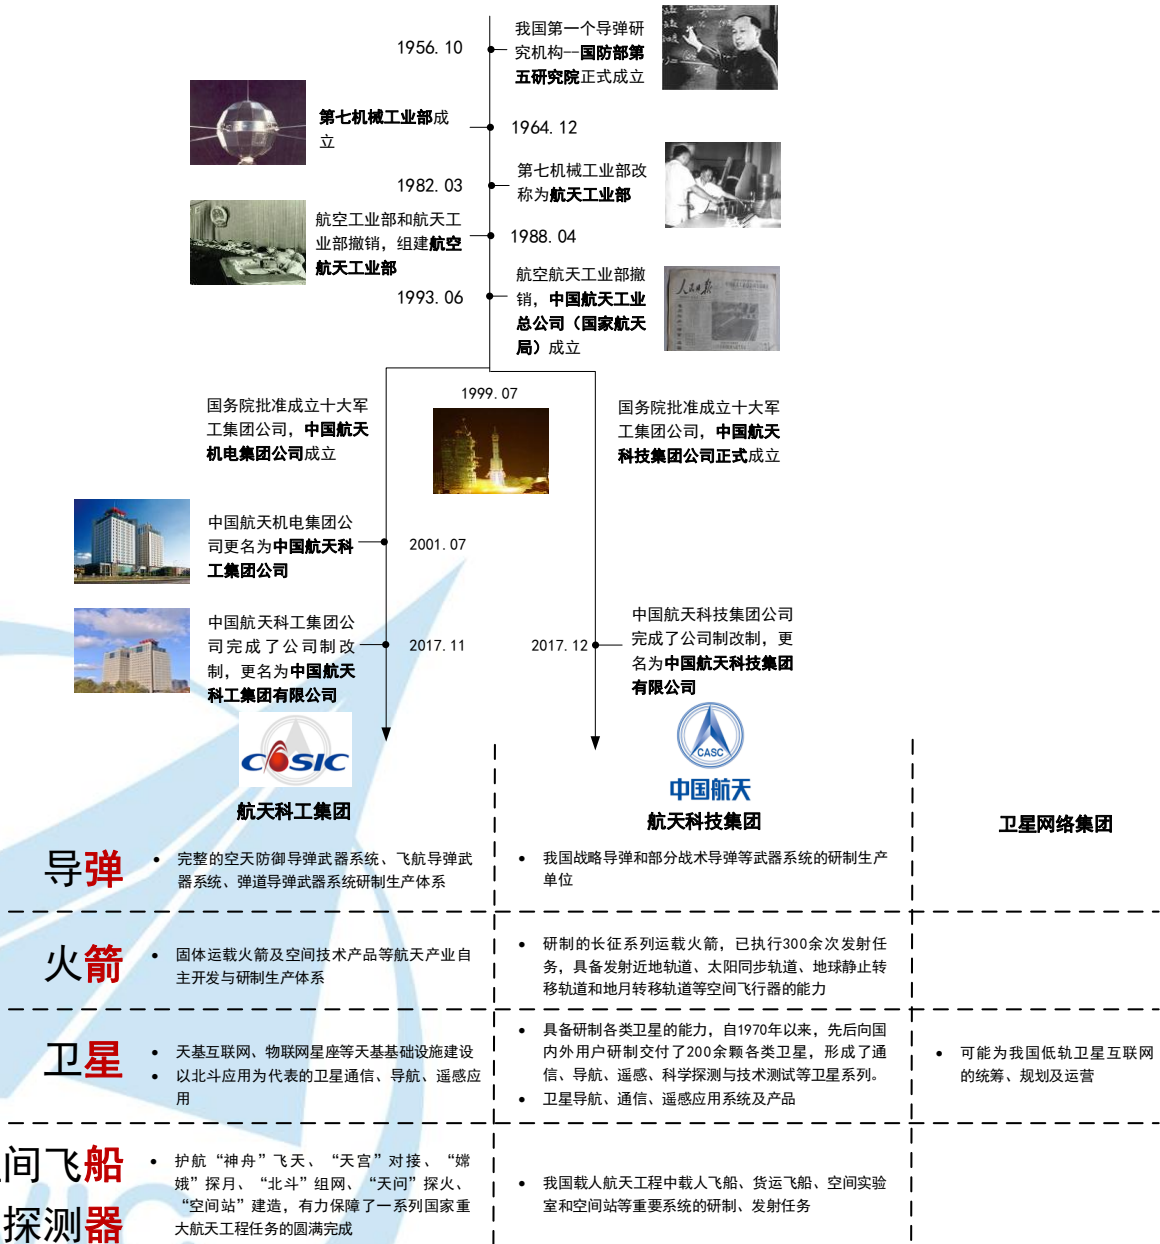 1956.10
我国第一个导弹研
究机构--国防部第
五研究院正式成立
第七机械工业部成
立
1964.12
1982.03
第七机械工业部改
称为航天工业部
航空工业部和航天工
业部撤销，组建航空
航天工业部
1988.04
1993.06
航空航天工业部撤
销，中国航天工业
总公司（国家航天
局）成立
人民日报
1999.07
国务院批准成立十大军
工集团公司，中国航天
机电集团公司成立
国务院批准成立十大军
工集团公司，中国航天
科技集团公司正式成立
中国航天机电集团公
司更名为中国航天科
工集团公司
2001.07
中国航天科工集团公
司完成了公司制改
制，更名为中国航天
科工集团有限公司
2017.11
2017.12
中国航天科技集团公司
完成了公司制改制，更
名为中国航天科技集团
有限公司
COSIC
航天科工集团
CASC
中国航天
航天科技集团
卫星网络集团
导弹
• 完整的空天防御导弹武器系统、飞航导弹武
器系统、弹道导弹武器系统研制生产体系
• 我国战略导弹和部分战术导弹等武器系统的研制生产
单位
火箭
• 固体运载火箭及空间技术产品等航天产业自
主开发与研制生产体系
• 研制的长征系列运载火箭，已执行300余次发射任
务，具备发射近地轨道、太阳同步轨道、地球静止转
移轨道和地月转移轨道等空间飞行器的能力
卫星
• 天基互联网、物联网星座等天基基础设施建设
• 以北斗应用为代表的卫星通信、导航、遥感应
用
• 具备研制各类卫星的能力，自1970年以来，先后向国
内外用户研制交付了200余颗各类卫星，形成了通
信、导航、遥感、科学探测与技术测试等卫星系列。
• 卫星导航、通信、遥感应用系统及产品
• 可能为我国低轨卫星互联网
的统筹、规划及运营
间飞船
探测器
• 护航“神舟”飞天、“天宫”对接、“嫦
娥”探月、“北斗”组网、“天问”探火、
“空间站”建造，有力保障了一系列国家重
大航天工程任务的圆满完成
• 我国载人航天工程中载人飞船、货运飞船、空间实验
室和空间站等重要系统的研制、发射任务